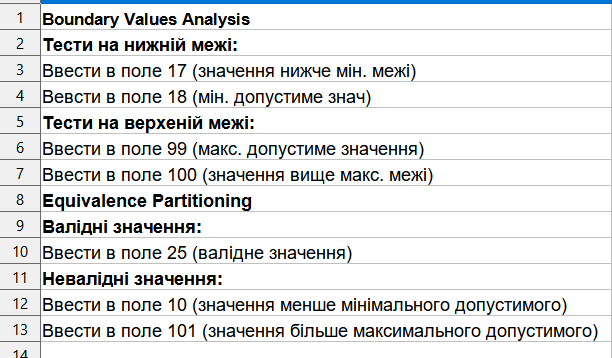 1 Boundary Values Analysis
2 Тести на нижній межі:
3 Ввести в поле 17 (значення нижче мін. межі)
4 Вевсти в поле 18 (мін. допустиме знач)
5 Тести на верхеній межі:
6 Ввести в поле 99 (макс. допустиме значення)
7 Ввести в поле 100 (значення вище макс. межі)
8 Equivalence Partitioning
9 Валідні значення:
10 Ввести в поле 25 (валідне значення)
11 Невалідні значення:
12 Ввести в поле 10 (значення менше мінімального допустимого)
13 Ввести в поле 101 (значення більше максимального допустимого)
14